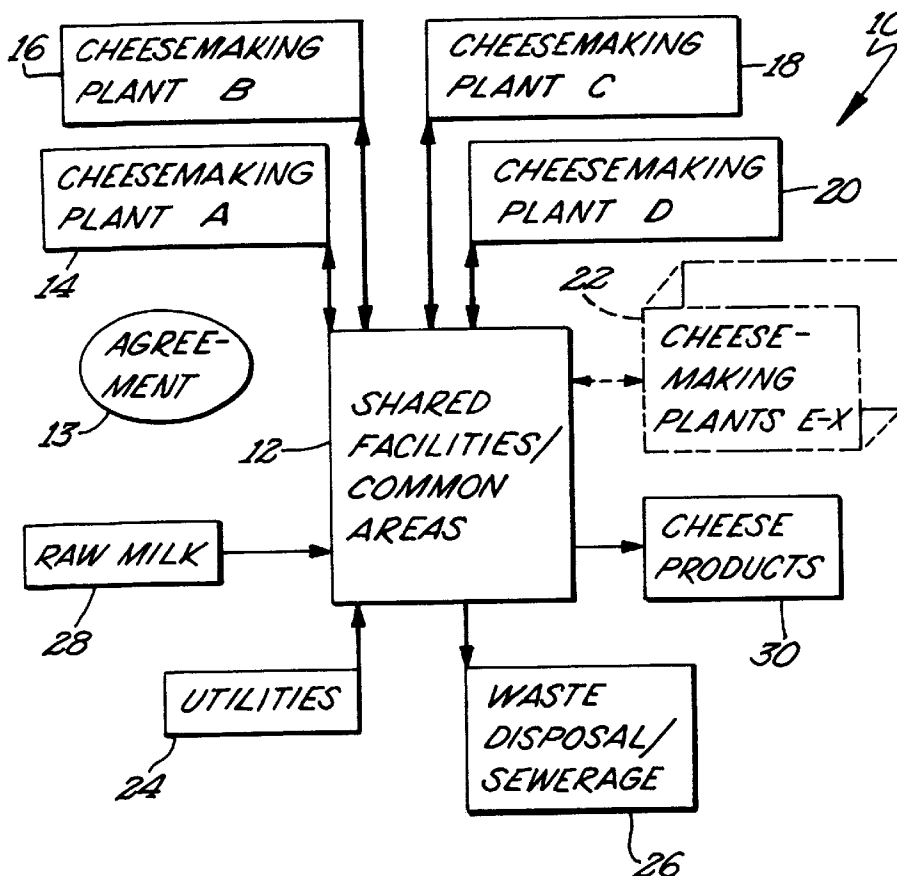 10
16
CHEESEMAKING
PLANT B
CHEESEMAKING
PLANT C
18
CHEESEMAKING
PLANT A
14
CHEESEMAKING
PLANT D
20
22
CHEESE-
MAKING
PLANTS E-X
AGREE-
MENT
13
12
SHARED
FACILITIES/
COMMON
AREAS
RAW MILK
28
CHEESE
PRODUCTS
30
UTILITIES
24
WASTE
DISPOSAL/
SEWERAGE
26